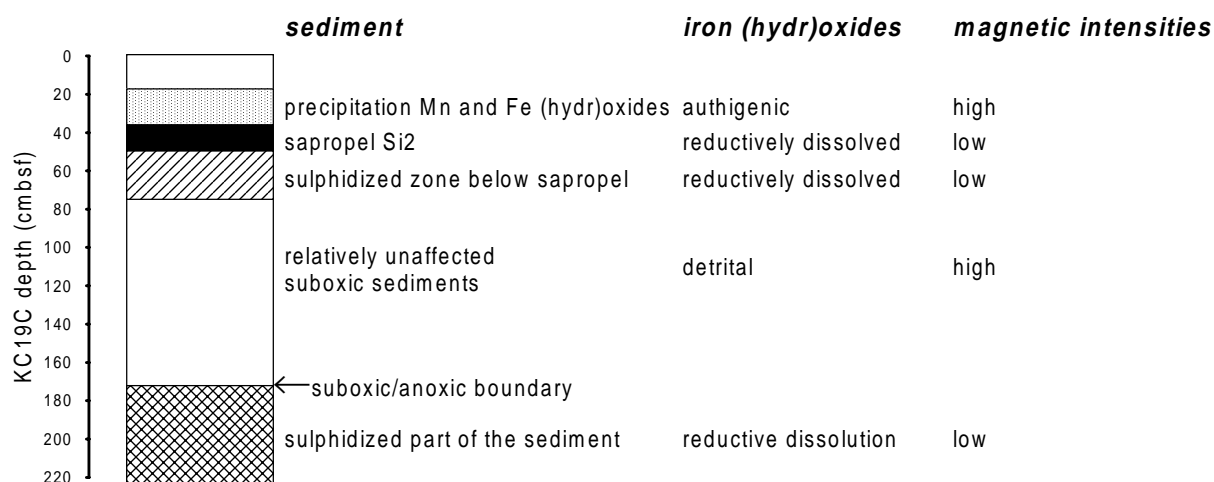 sediment iron (hydr)oxides magnetic intensities
0
20
precipitation Mn and Fe (hydr)oxides authigenic high
40
sapropel Si2 reductively dissolved low
60
sulphidized zone below sapropel reductively dissolved low
80
100
relatively unaffected
suboxic sediments
detrital high
120
140
160
suboxic/anoxic boundary
180
200
sulphidized part of the sediment reductive dissolution low
220
KC19C depth (cmbsf)